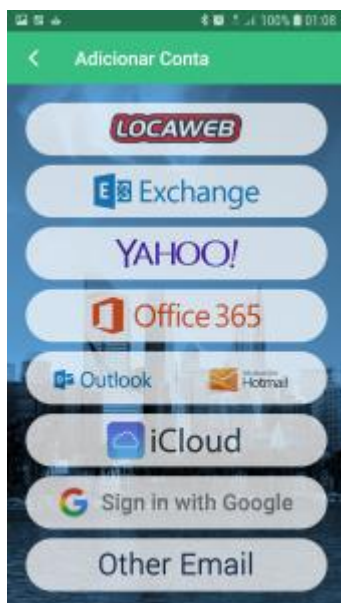 100% 01:08
Adicionar Conta
LOCAWEB
Exchange
YAHOO!
Office 365
Outlook Hotmail
iCloud
Sign in with Google
Other Email